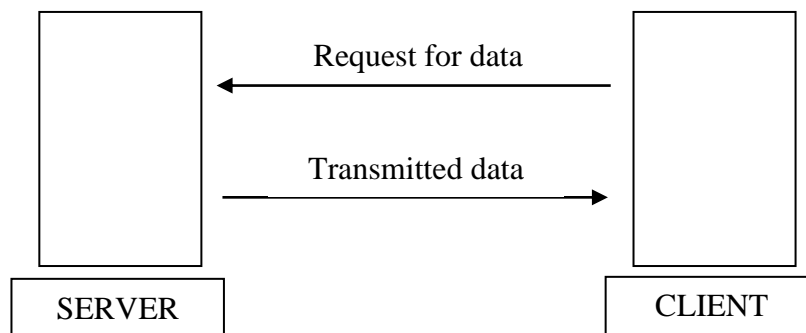 Request for data
Transmitted data
SERVER
CLIENT